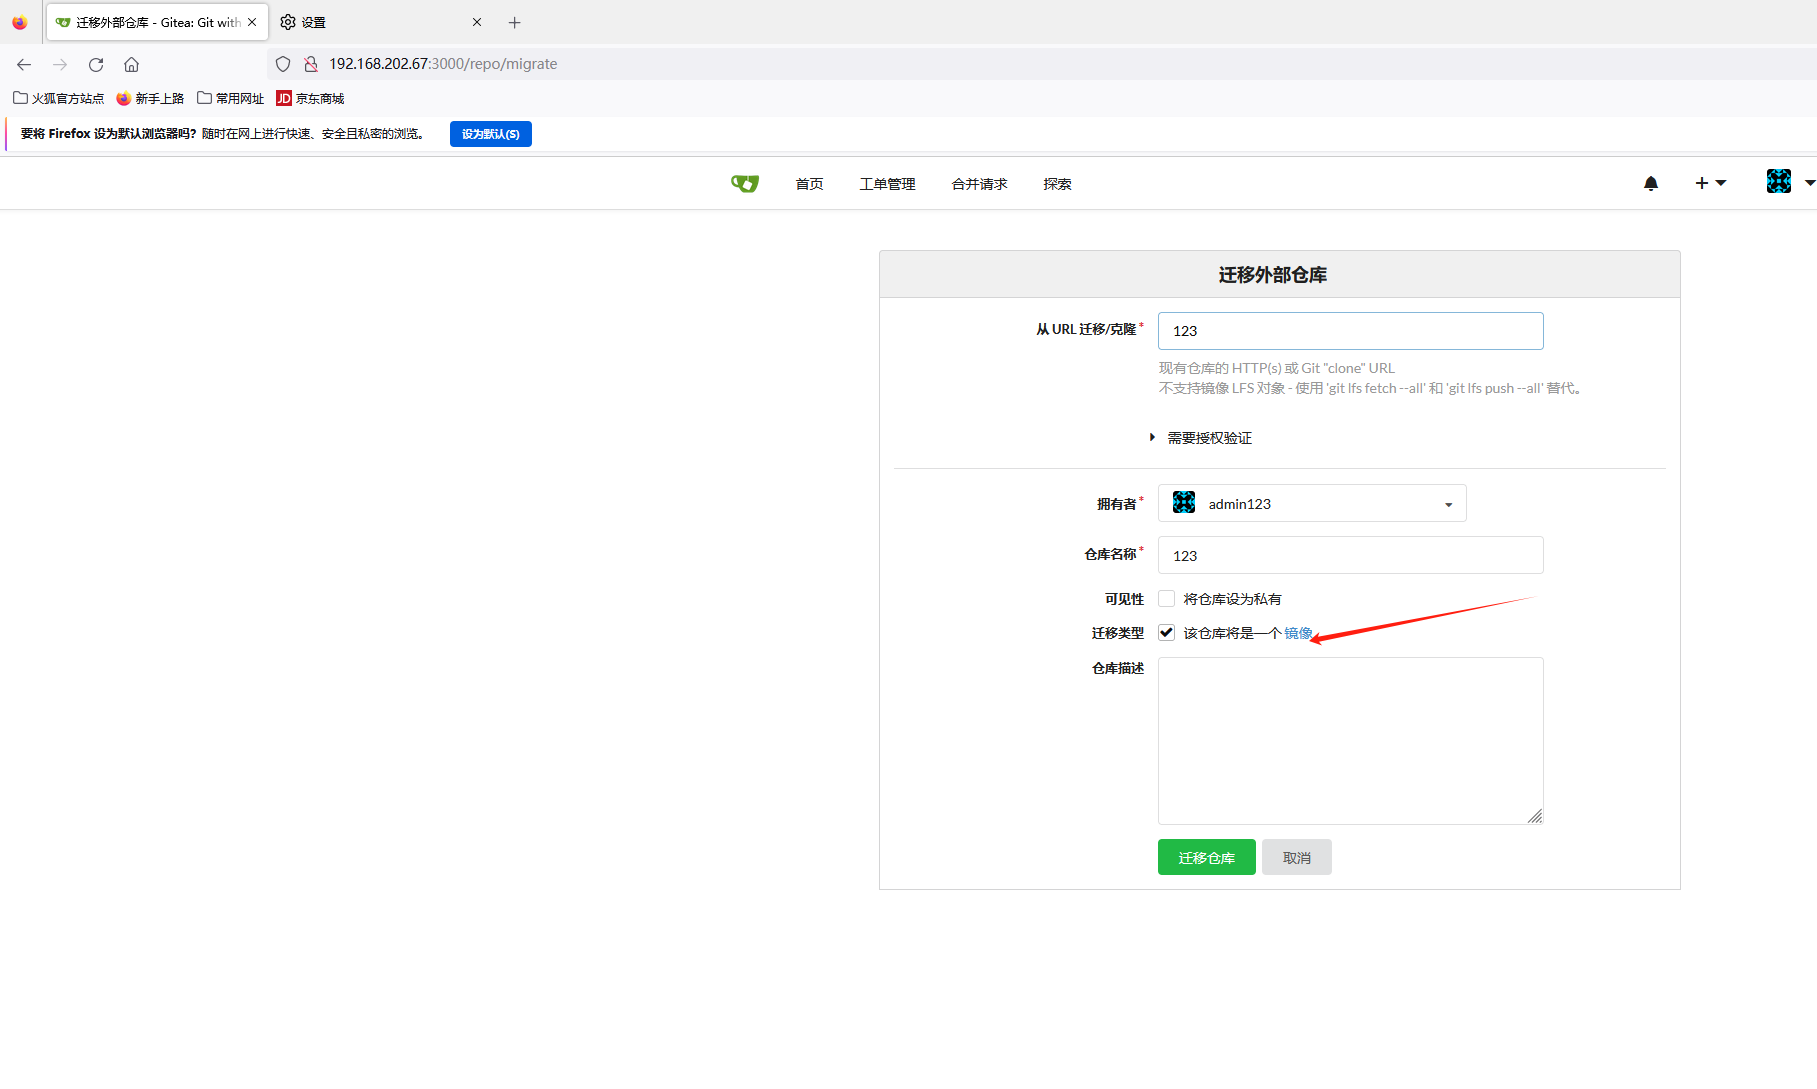 迁移外部仓库 - Gitea: Git with
设置
192.168.202.67:3000/repo/migrate
火狐官方站点 新手上路 常用网址 JD 京东商城
要将 Firefox 设为默认浏览器吗? 随时在网上进行快速、安全且私密的浏览。 设为默认(S)
首页 工单管理 合并请求 探索
迁移外部仓库
从 URL 迁移/克隆* 123
现有仓库的 HTTP(s) 或 Git "clone" URL
不支持镜像 LFS 对象 - 使用 'git lfs fetch --all' 和 'git lfs push --all' 替代。
需要授权验证
拥有者* admin123
仓库名称* 123
可见性 将仓库设为私有
迁移类型 该仓库将是一个 镜像
仓库描述
迁移仓库 取消